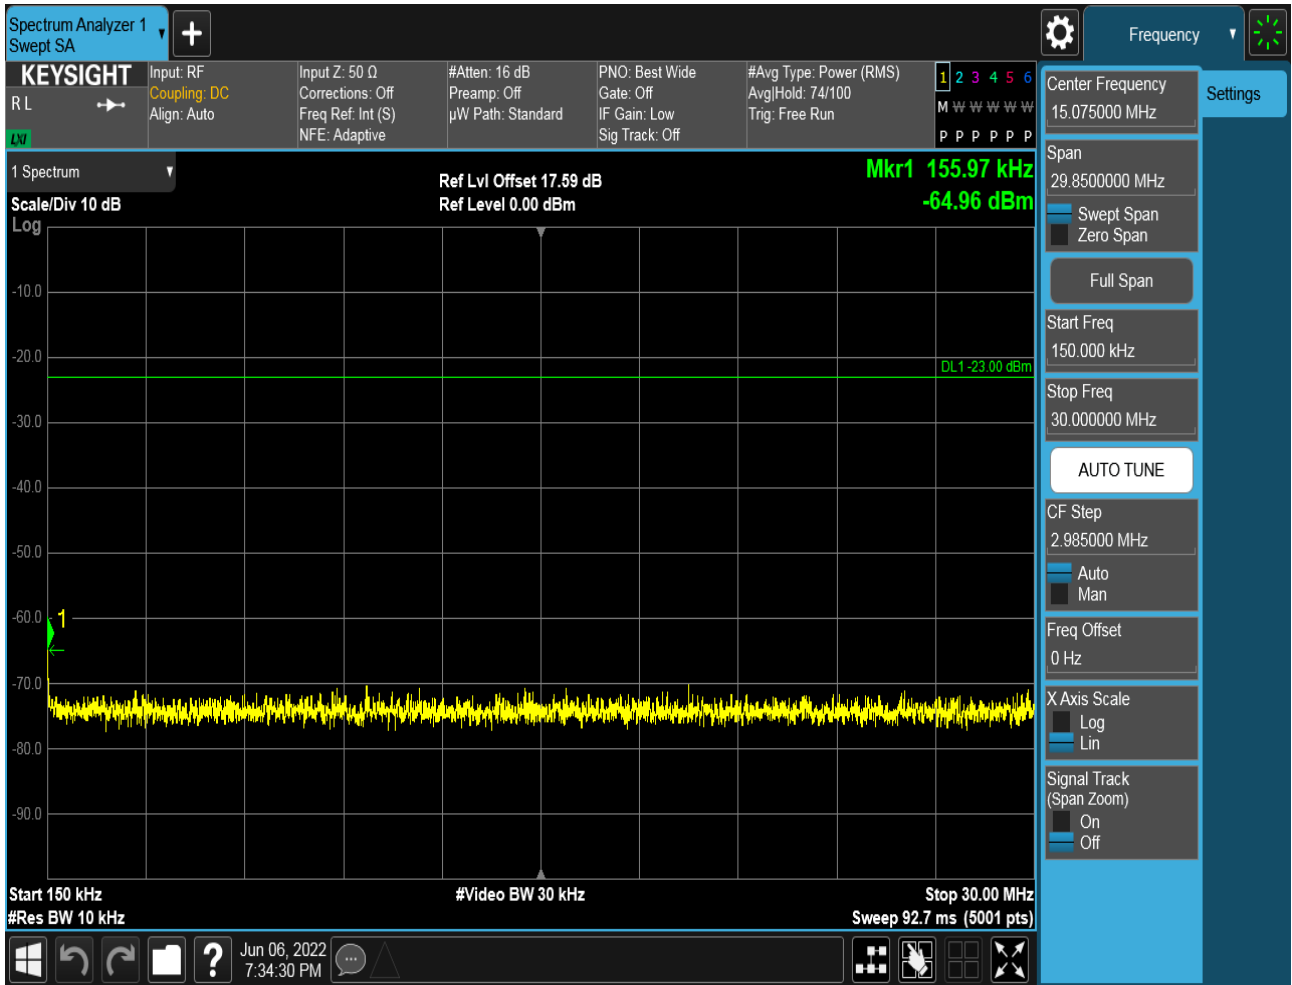 Spectrum Analyzer 1
Swept SA
Frequency
KEYSIGHT
R L
LXI
Input: RF
Coupling: DC
Align: Auto
Input Z: 50 Ω
Corrections: Off
Freq Ref: Int (S)
NFE: Adaptive
#Atten: 16 dB
Preamp: Off
µW Path: Standard
PNO: Best Wide
Gate: Off
IF Gain: Low
Sig Track: Off
#Avg Type: Power (RMS)
Avg|Hold: 74/100
Trig: Free Run
1 2 3 4 5 6
M W W W W W
P P P P P P
1 Spectrum
Scale/Div 10 dB
Log
Ref Lvl Offset 17.59 dB
Ref Level 0.00 dBm
Mkr1 155.97 kHz
-64.96 dBm
-10.0
-20.0
DL1 -23.00 dBm
-30.0
-40.0
-50.0
-60.0
1
-70.0
-80.0
-90.0
Start 150 kHz
#Video BW 30 kHz
Stop 30.00 MHz
#Res BW 10 kHz
Sweep 92.7 ms (5001 pts)
Center Frequency
15.075000 MHz
Settings
Span
29.8500000 MHz
Swept Span
Zero Span
Full Span
Start Freq
150.000 kHz
Stop Freq
30.000000 MHz
AUTO TUNE
CF Step
2.985000 MHz
Auto
Man
Freq Offset
0 Hz
X Axis Scale
Log
Lin
Signal Track
(Span Zoom)
On
Off
?
Jun 06, 2022
7:34:30 PM